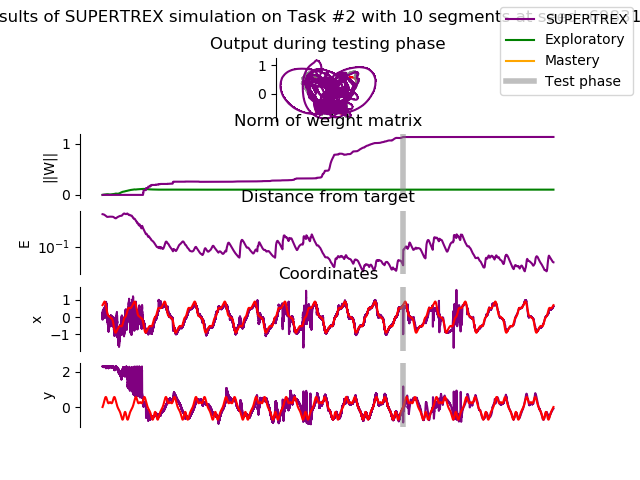 sults of SUPERTREX simulation on Task #2 with 10 segments
SUPERTREX
Exploratory
Mastery
Test phase
Output during testing phase
1
0
Norm of weight matrix
||W||
1
0
Distance from target
E
10⁻¹
Coordinates
x
1
0
−1
y
2
0